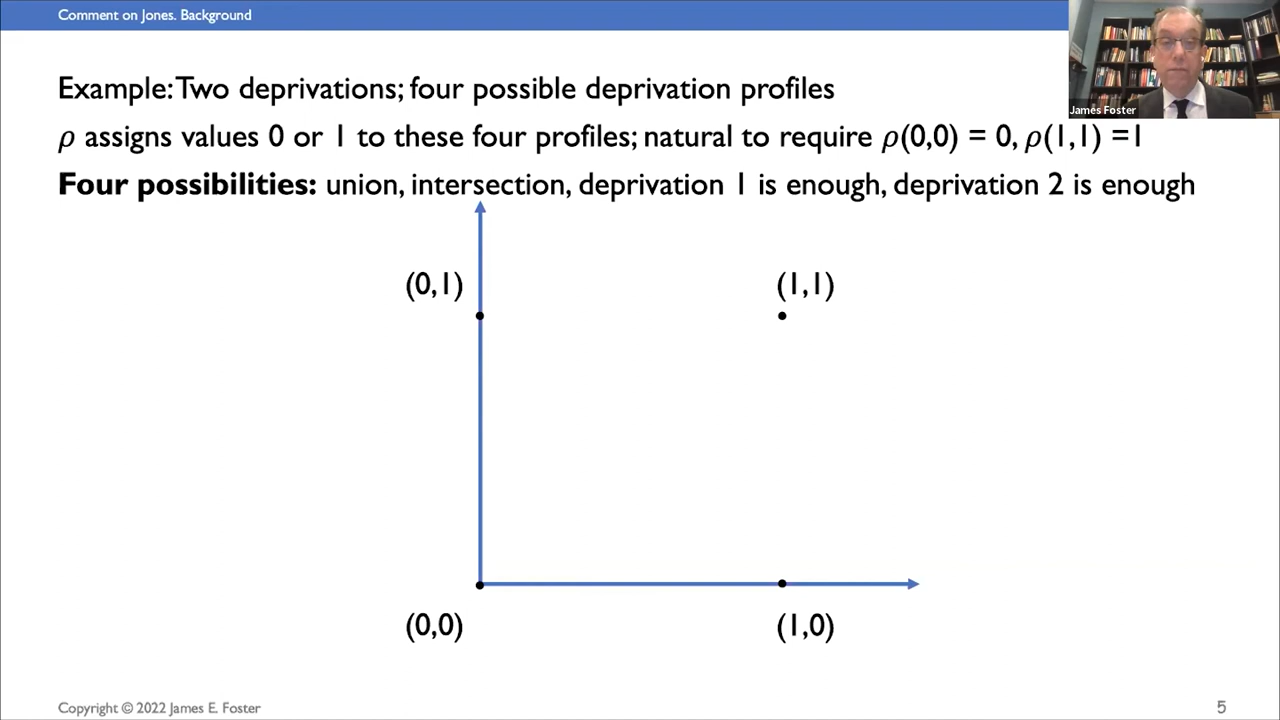 Comment on Jones. Background
James Foster
Example: Two deprivations; four possible deprivation profiles
ρ assigns values 0 or 1 to these four profiles; natural to require ρ(0,0) = 0, ρ(1,1) =1
Four possibilities: union, intersection, deprivation 1 is enough, deprivation 2 is enough
(0,1) (1,1)
(0,0) (1,0)
Copyright © 2022 James E. Foster 5